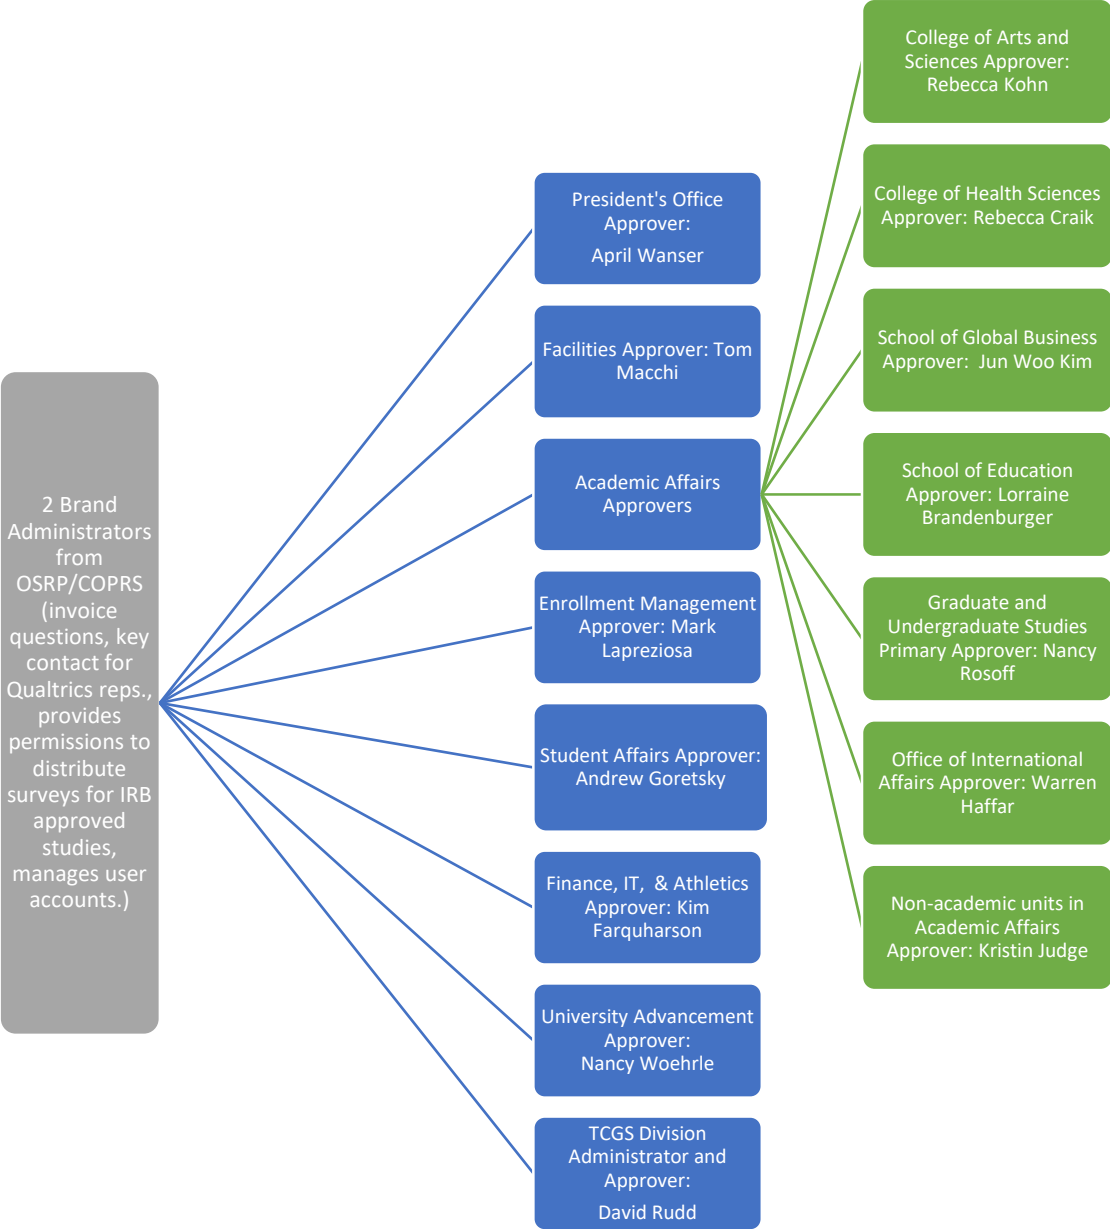 2 Brand
Administrators
from
OSRP/COPRS
(invoice
questions, key
contact for
Qualtrics reps.,
provides
permissions to
distribute
surveys for IRB
approved
studies,
manages user
accounts.)
President's Office
Approver:
April Wanser
Facilities Approver: Tom
Macchi
Academic Affairs
Approvers
Enrollment Management
Approver: Mark
Lapreziosa
Student Affairs Approver:
Andrew Goretsky
Finance, IT,  & Athletics
Approver: Kim
Farquharson
University Advancement
Approver:
Nancy Woehrle
TCGS Division
Administrator and
Approver:
David Rudd
College of Arts and
Sciences Approver:
Rebecca Kohn
College of Health Sciences
Approver: Rebecca Craik
School of Global Business
Approver:  Jun Woo Kim
School of Education
Approver: Lorraine
Brandenburger
Graduate and
Undergraduate Studies
Primary Approver: Nancy
Rosoff
Office of International
Affairs Approver: Warren
Haffar
Non-academic units in
Academic Affairs
Approver: Kristin Judge